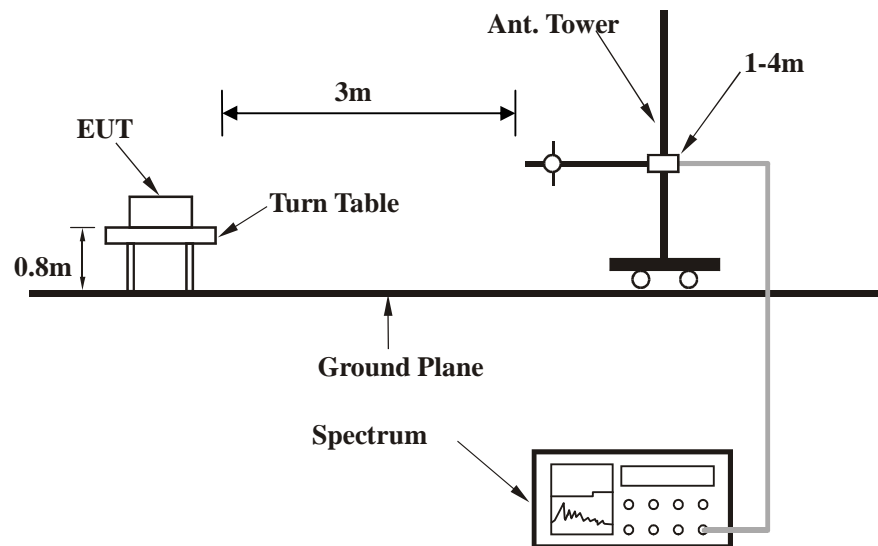 Ant. Tower
1-4m
3m
EUT
Turn Table
0.8m
Ground Plane
Spectrum